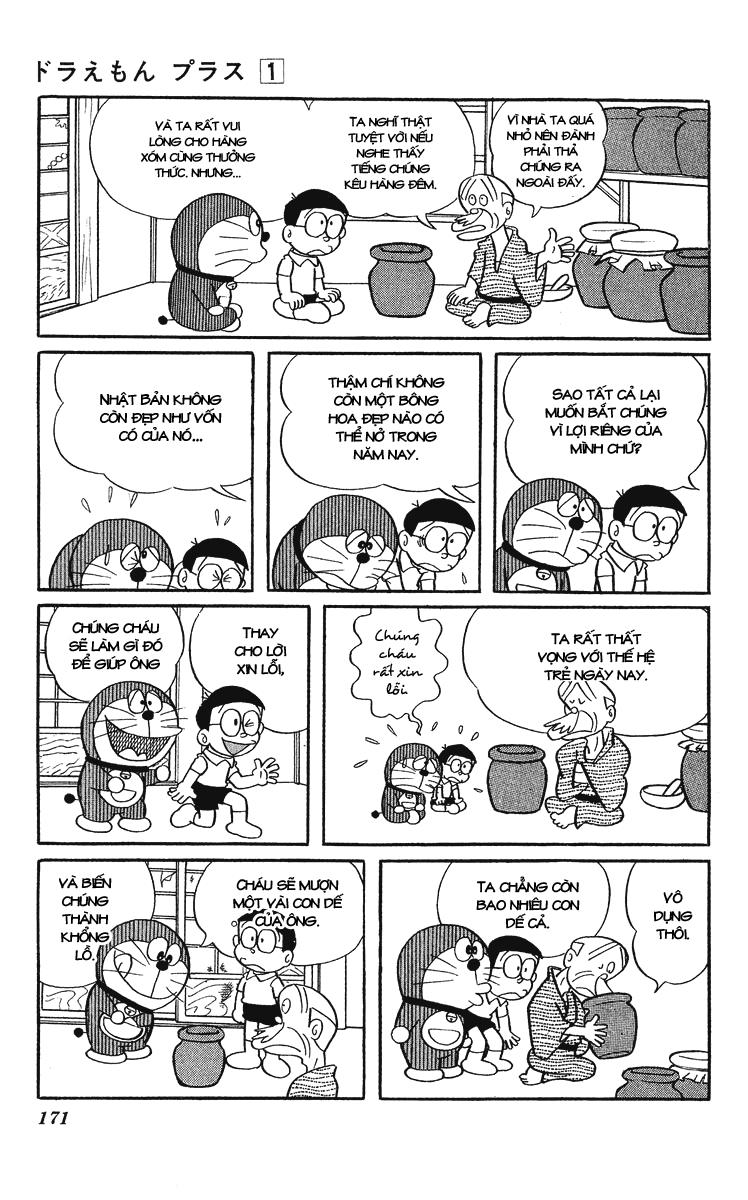 ドラえもん プラス 1
VÌ NHÀ TA QUÁ
NHỎ NÊN ĐÀNH
PHẢI THẢ
CHÚNG RA
NGOÀI ĐẤY.
TA NGHĨ THẬT
TUYỆT VỜI NẾU
NGHE THẤY
TIẾNG CHÚNG
KÊU HÀNG ĐÊM.
VÀ TA RẤT VUI
LÒNG CHO HÀNG
XÓM CÙNG THƯỞNG
THỨC. NHƯNG...
SAO TẤT CẢ LẠI
MUỐN BẮT CHÚNG
VÌ LỢI RIÊNG CỦA
MÌNH CHỨ?
THẬM CHÍ KHÔNG
CÒN MỘT BÔNG
HOA ĐẸP NÀO CÓ
THỂ NỞ TRONG
NĂM NAY.
NHẬT BẢN KHÔNG
CÒN ĐẸP NHƯ VỐN
CÓ CỦA NÓ...
TA RẤT THẤT
VỌNG VỚI THẾ HỆ
TRẺ NGÀY NAY.
Chúng
cháu
rất xin
lỗi.
THAY
CHO LỜI
XIN LỖI,
CHÚNG CHÁU
SẼ LÀM GÌ ĐÓ
ĐỂ GIÚP ÔNG
VÔ
DỤNG
THÔI.
TA CHẲNG CÒN
BAO NHIÊU CON
DẾ CẢ.
CHÁU SẼ MƯỢN
MỘT VÀI CON DẾ
CỦA ÔNG.
VÀ BIẾN
CHÚNG
THÀNH
KHỔNG
LỒ.
171